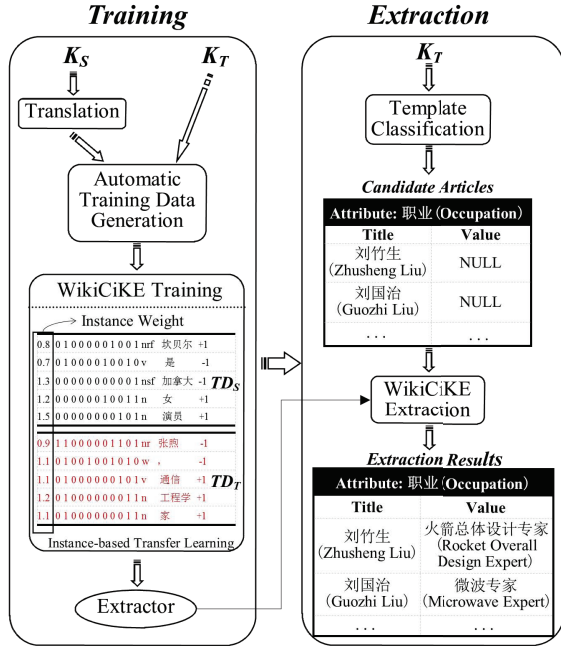 Training
K_S
K_T
Translation
Automatic
Training Data
Generation
WikiCiKE Training
Instance Weight
0.8 0 1 0 0 0 0 0 1 0 0 1 nrf 坎贝尔 +1
0.7 0 1 0 0 0 0 1 0 0 1 0 v 是 -1
1.3 0 0 0 0 0 0 0 0 0 0 1 nsf 加拿大 -1
TD_S
1.2 0 0 0 0 0 0 1 0 0 1 1 n 女 +1
1.5 0 0 0 0 0 0 0 0 1 0 1 n 演员 +1
0.9 1 1 0 0 0 0 0 1 1 0 1 nr 张煦 -1
1.1 0 1 0 0 1 0 0 1 0 1 0 w , -1
1.1 0 1 0 0 0 0 0 0 1 0 1 v 通信 +1
TD_T
1.2 0 1 0 0 0 0 0 0 0 1 1 n 工程学 +1
1.1 0 1 0 0 0 0 0 0 0 1 1 n 家 +1
Instance-based Transfer Learning
Extractor
Extraction
K_T
Template
Classification
Candidate Articles
Attribute: 职业(Occupation)
Title Value
刘竹生
(Zhusheng Liu) NULL
刘国治
(Guozhi Liu) NULL
. . . . . .
WikiCiKE
Extraction
Extraction Results
Attribute: 职业(Occupation)
Title Value
刘竹生
(Zhusheng Liu)
火箭总体设计专家
(Rocket Overall
Design Expert)
刘国治
(Guozhi Liu)
微波专家
(Microwave Expert)
. . . . . .